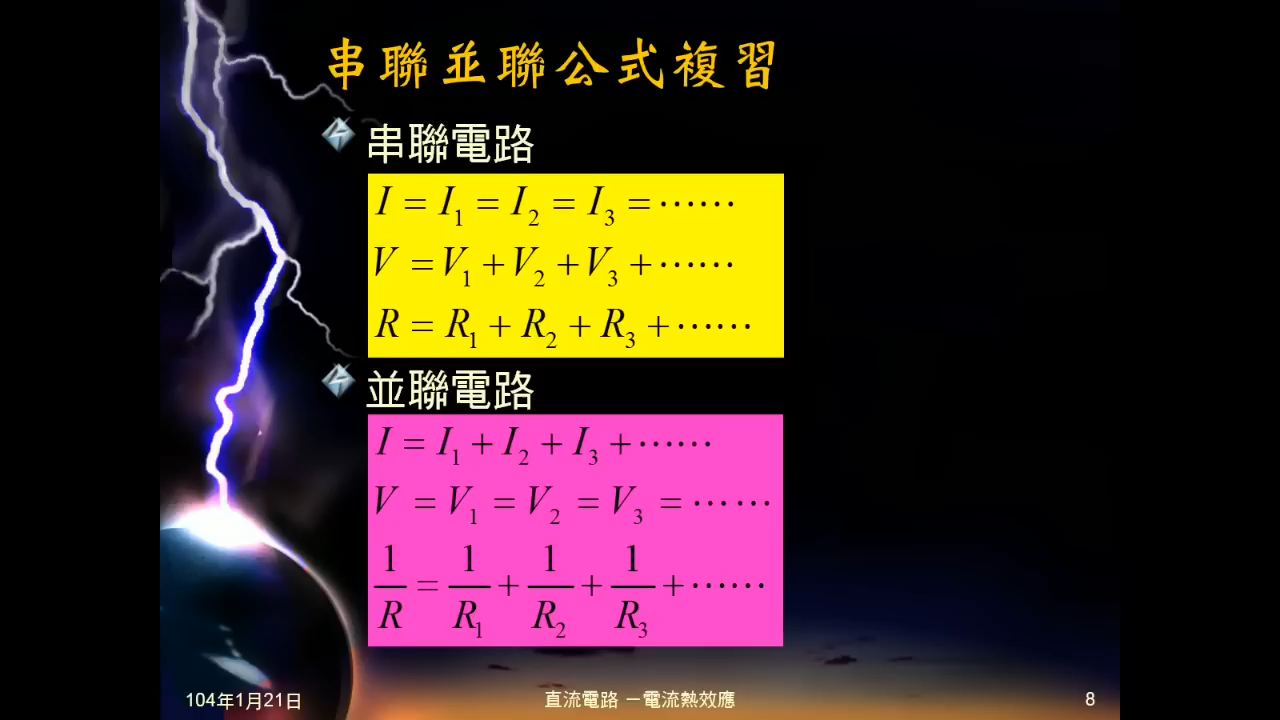 串聯並聯公式複習
串聯電路
I = I₁ = I₂ = I₃ = ⋯⋯
V = V₁ + V₂ + V₃ + ⋯⋯
R = R₁ + R₂ + R₃ + ⋯⋯
並聯電路
I = I₁ + I₂ + I₃ + ⋯⋯
V = V₁ = V₂ = V₃ = ⋯⋯
1/R = 1/R₁ + 1/R₂ + 1/R₃ + ⋯⋯
104年1月21日
直流電路 －電流熱效應
8